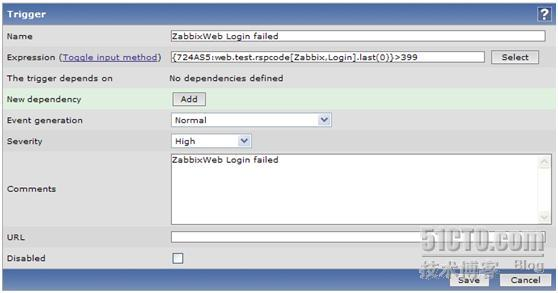 Trigger
Name ZabbixWeb Login failed
Expression (Toggle input method) {724AS5:web.test.rspcode[Zabbix,Login].last(0)}>399 Select
The trigger depends on No dependencies defined
New dependency Add
Event generation Normal
Severity High
Comments ZabbixWeb Login failed
URL
Disabled
51CTO.com
技术博客 Blog
Save Cancel